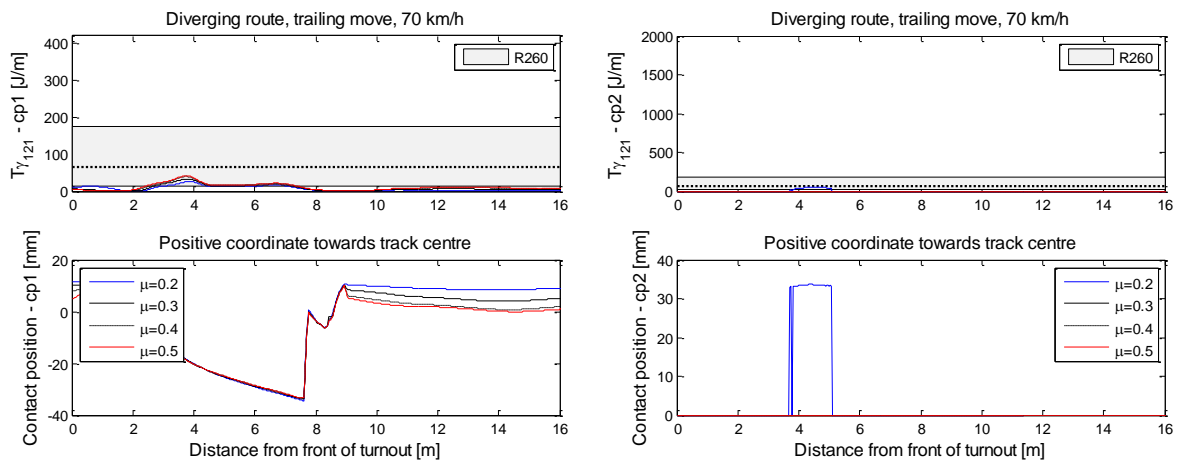 Diverging route, trailing move, 70 km/h
Tγ121 - cp1 [J/m]
400
300
200
100
0
R260
0 2 4 6 8 10 12 14 16
Diverging route, trailing move, 70 km/h
Tγ121 - cp2 [J/m]
2000
1500
1000
500
0
R260
0 2 4 6 8 10 12 14 16
Positive coordinate towards track centre
Contact position - cp1 [mm]
20
0
-20
-40
μ=0.2
μ=0.3
μ=0.4
μ=0.5
0 2 4 6 8 10 12 14 16
Distance from front of turnout [m]
Positive coordinate towards track centre
Contact position - cp2 [mm]
40
30
20
10
0
μ=0.2
μ=0.3
μ=0.4
μ=0.5
0 2 4 6 8 10 12 14 16
Distance from front of turnout [m]